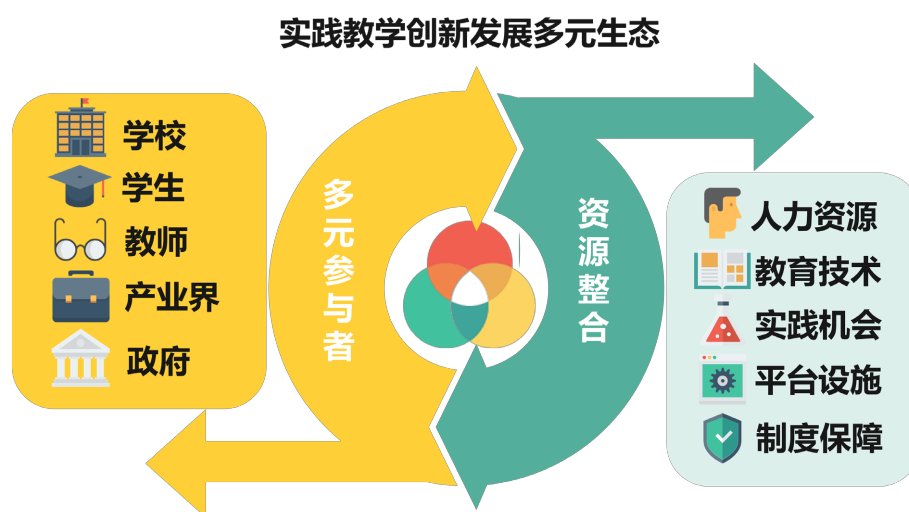 实践教学创新发展多元生态
学校
学生
教师
产业界
政府
多元参与者
资源整合
人力资源
教育技术
实践机会
平台设施
制度保障